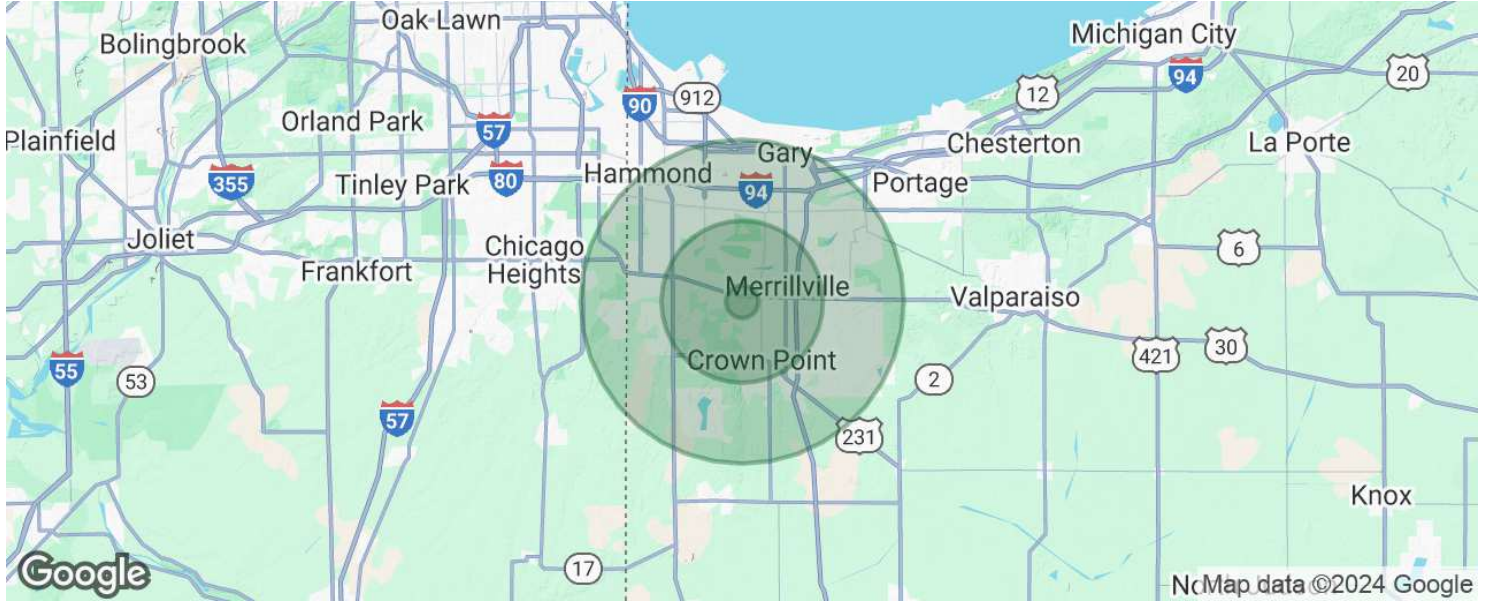 Oak Lawn
Bolingbrook
Michigan City
94
20
12
912
90
Orland Park
57
Plainfield
Gary
Chesterton
La Porte
Hammond
355
Tinley Park
80
94
Portage
Joliet
Chicago
Heights
Frankfort
6
Merrillville
Valparaiso
Crown Point
421
30
55
53
2
57
231
Knox
17
Google
Map data ©2024 Google